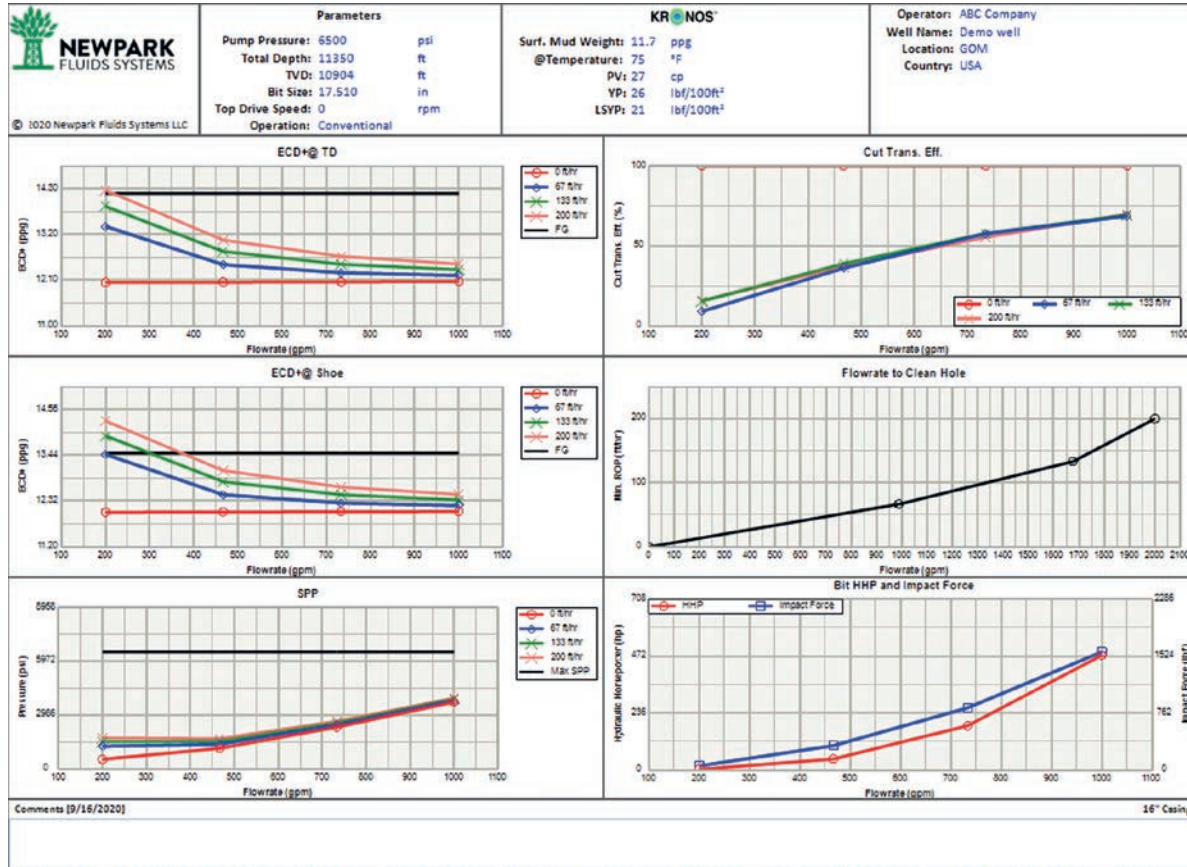 NEWPARK
FLUIDS SYSTEMS
© 2020 Newpark Fluids Systems LLC
Parameters
Pump Pressure: 6500 psi
Total Depth: 11350 ft
TVD: 10904 ft
Bit Size: 17.510 in
Top Drive Speed: 0 rpm
Operation: Conventional
KRONOS™
Surf. Mud Weight: 11.7 ppg
@Temperature: 75 °F
PV: 27 cp
YP: 26 lbf/100ft²
LSYP: 21 lbf/100ft²
Operator: ABC Company
Well Name: Demo well
Location: GOM
Country: USA
ECD+@ TD
ECD+ (ppg)
14.30
13.20
12.10
11.00
100 200 300 400 500 600 700 800 900 1000 1100
Flowrate (gpm)
0 ft/hr
67 ft/hr
133 ft/hr
200 ft/hr
FG
Cut Trans. Eff.
Cut Trans. Eff. (%)
100
50
0
100 200 300 400 500 600 700 800 900 1000 1100
Flowrate (gpm)
0 ft/hr 67 ft/hr 133 ft/hr
200 ft/hr
ECD+@ Shoe
ECD+ (ppg)
14.56
13.44
12.32
11.20
100 200 300 400 500 600 700 800 900 1000 1100
Flowrate (gpm)
0 ft/hr
67 ft/hr
133 ft/hr
200 ft/hr
FG
Flowrate to Clean Hole
Min. ROP (ft/hr)
200
100
0
0 100 200 300 400 500 600 700 800 900 1000 1100 1200 1300 1400 1500 1600 1700 1800 1900 2000 2100
Flowrate (gpm)
SPP
Pressure (psi)
5972
2986
0
100 200 300 400 500 600 700 800 900 1000 1100
Flowrate (gpm)
0 ft/hr
67 ft/hr
133 ft/hr
200 ft/hr
Max SPP
Bit HHP and Impact Force
HHP Impact Force
Hydraulic Horsepower (hp)
708
472
236
0
100 200 300 400 500 600 700 800 900 1000 1100
Flowrate (gpm)
2286
1524
762
0
Impact Force (lbf)
Comments [9/16/2020]
16" Casing